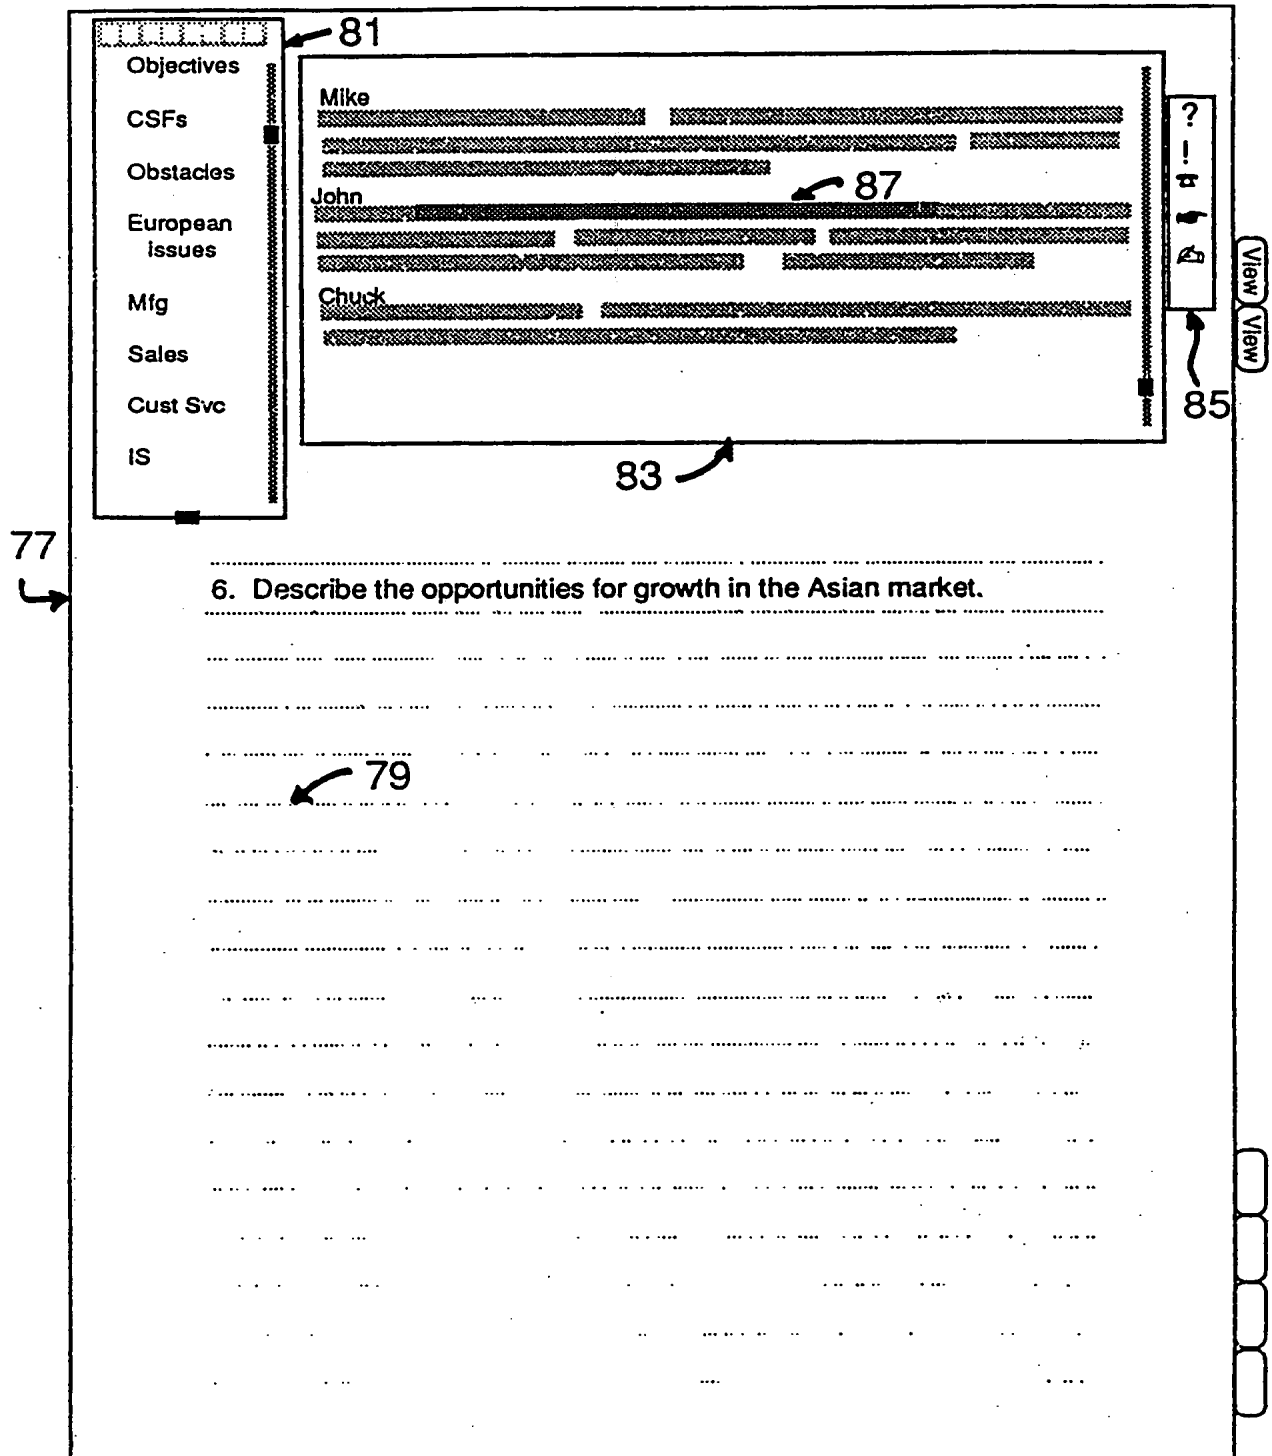 81
Objectives
CSFs
Obstacles
European
issues
Mfg
Sales
Cust Svc
IS
Mike
John
87
Chuck
?
!
View
View
85
83
77
6. Describe the opportunities for growth in the Asian market.
79